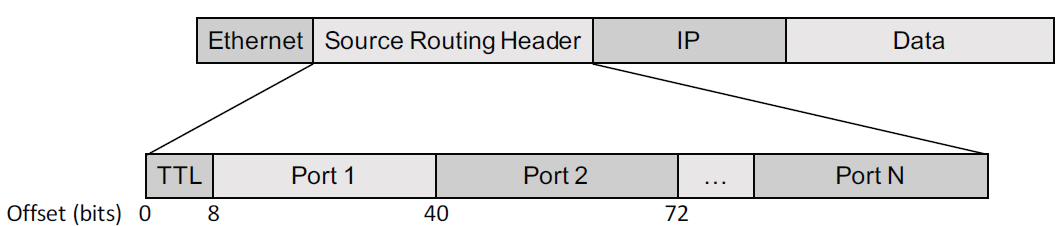 Ethernet Source Routing Header IP Data
TTL Port 1 Port 2 ... Port N
Offset (bits) 0 8 40 72